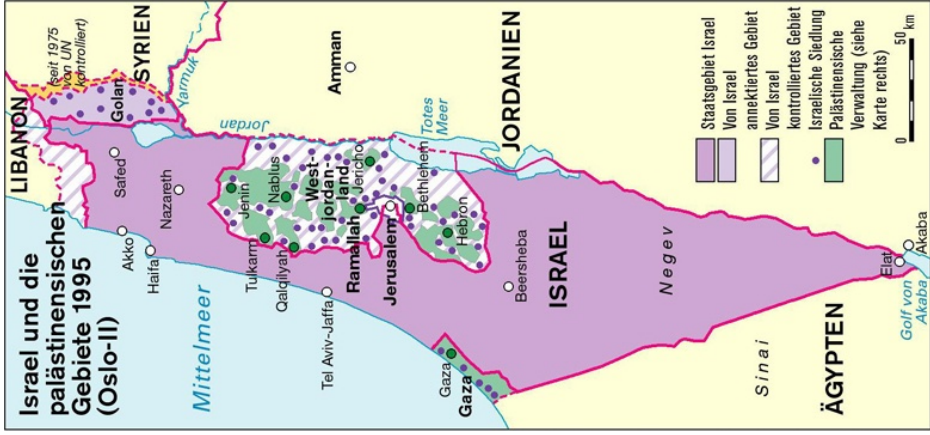 Israel und die
palästinensischen
Gebiete 1995
(Oslo-II)
LIBANON
(seit 1975
von UN
kontrolliert)
SYRIEN
Golan
Yarmuk
Safed
Akko
Haifa
Nazareth
Mittelmeer
Jordan
Amman
Jenin
Tulkarm
Nablus
Qalqilyah
West-
jordan-
land
Tel Aviv-Jaffa
Ramallah
Jericho
Jerusalem
Bethlehem
Totes
Meer
Hebron
Gaza
Gaza
Beersheba
JORDANIEN
ISRAEL
Negev
Sinai
ÄGYPTEN
Elat
Akaba
Golf von
Akaba
Staatsgebiet Israel
Von Israel
annektiertes Gebiet
Von Israel
kontrolliertes Gebiet
Israelische Siedlung
Palästinensische
Verwaltung (siehe
Karte rechts)
0 50 km